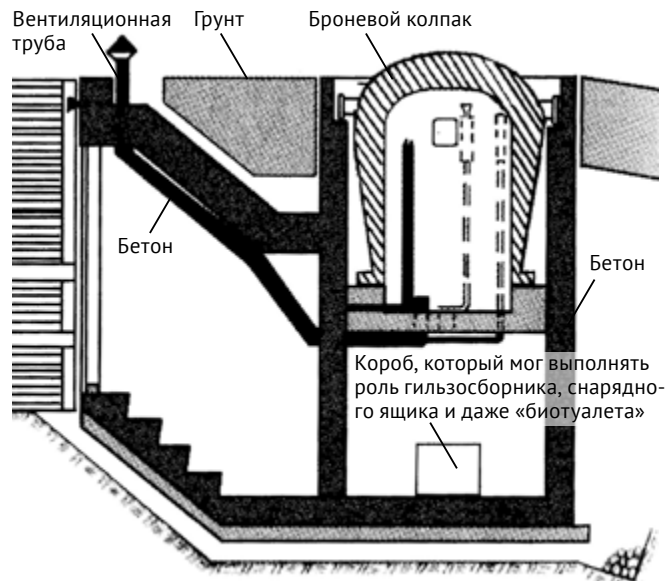 Вентиляционная
труба
Грунт
Броневой колпак
Бетон
Бетон
Короб, который мог выполнять
роль гильзосборника, снарядно-
го ящика и даже «биотуалета»